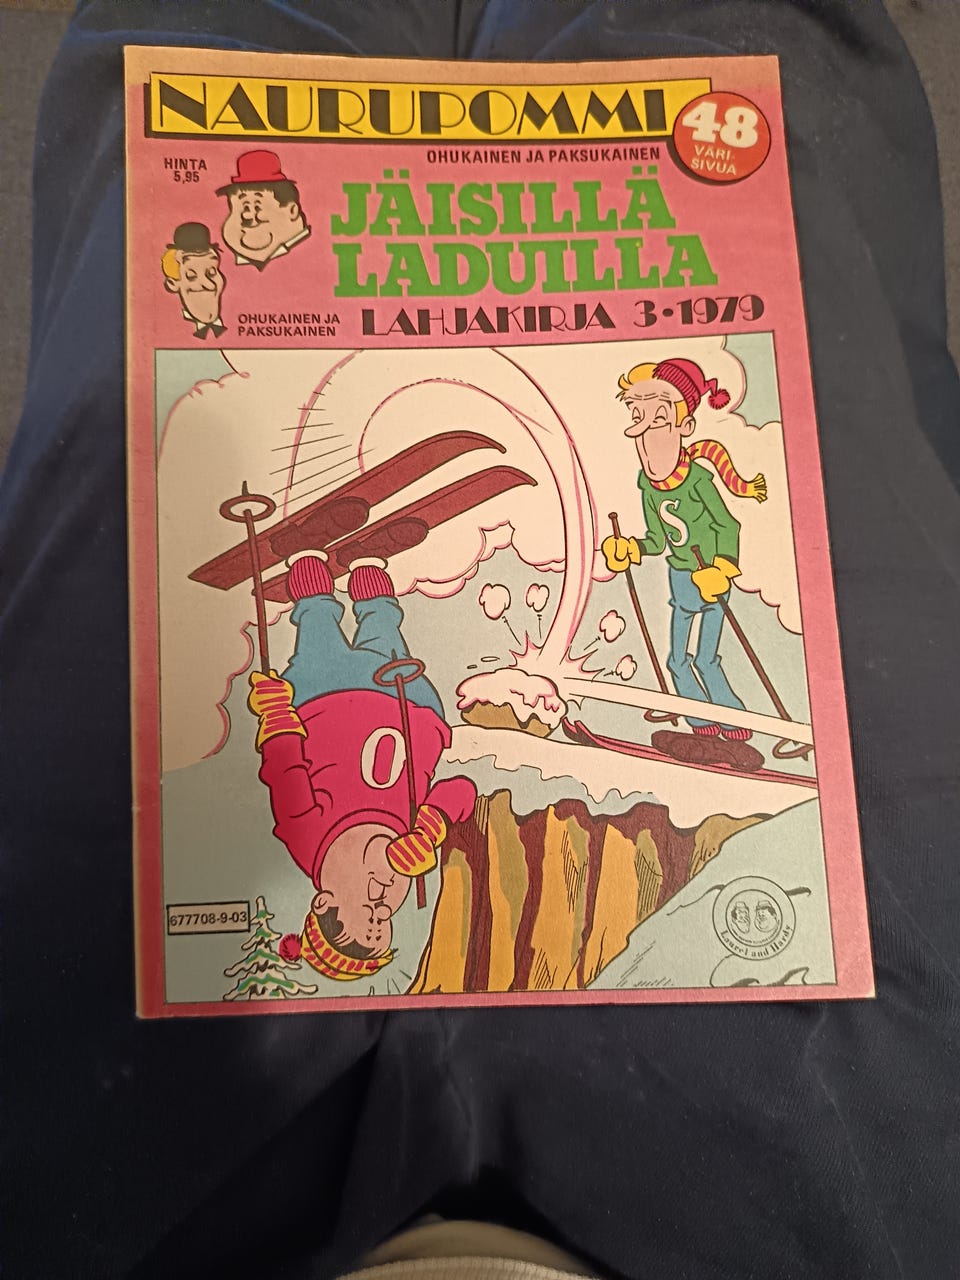 NAURUPOMMI
48
VÄRI-
SIVUA
OHUKAINEN JA PAKSUKAINEN
HINTA
5,95
JÄISILLÄ
LADUILLA
OHUKAINEN JA
PAKSUKAINEN
LAHJAKIRJA 3•1979
S
O
677708-9-03
Laurel and Hardy